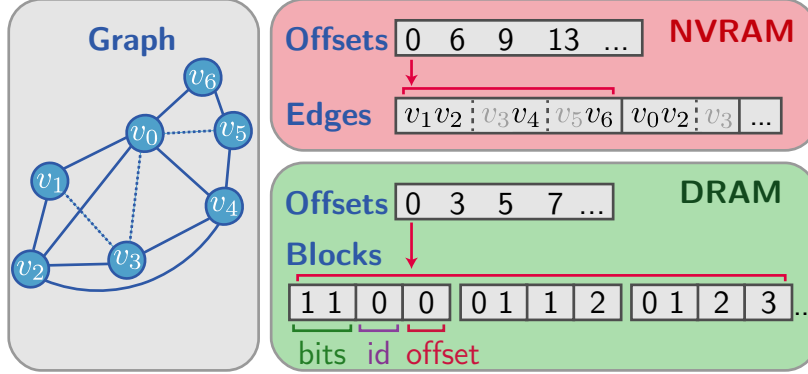 Graph
v6
v0
v5
v1
v4
v3
v2
NVRAM
Offsets 0 6 9 13 ...
Edges v1v2 v3v4 v5v6 v0v2 v3 ...
DRAM
Offsets 0 3 5 7 ...
Blocks
1 1 0 0 0 1 1 2 0 1 2 3 ...
bits id offset